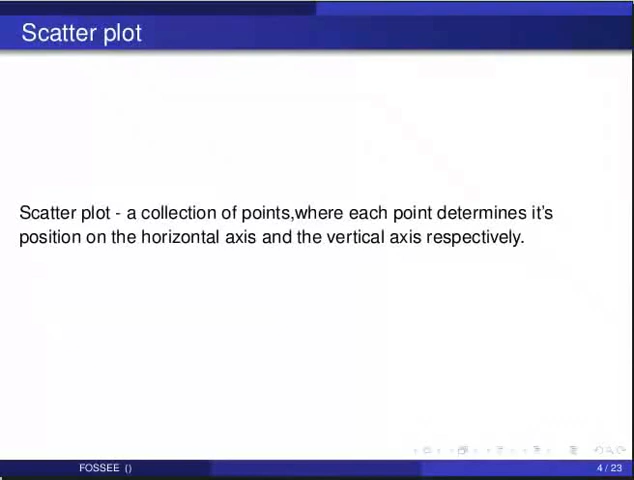 Scatter plot
Scatter plot - a collection of points,where each point determines it's
position on the horizontal axis and the vertical axis respectively.
FOSSEE ()
4 / 23